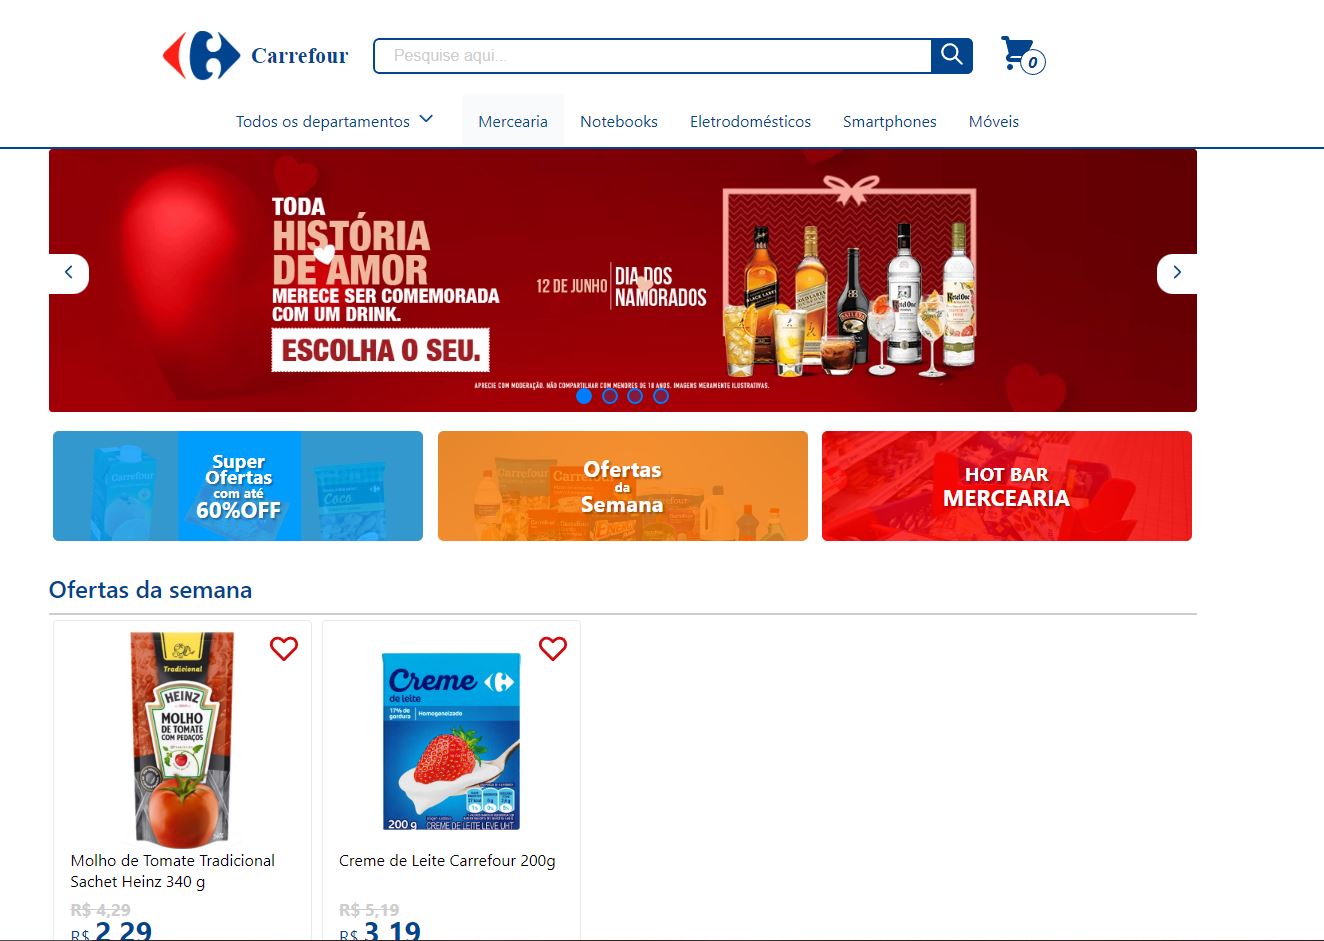 Carrefour
Pesquise aqui...
0
Todos os departamentos
Mercearia
Notebooks
Eletrodomésticos
Smartphones
Móveis
TODA
HISTÓRIA
DE AMOR
MERECE SER COMEMORADA
COM UM DRINK.
ESCOLHA O SEU.
12 DE JUNHO
DIA DOS
NAMORADOS
APRECIE COM MODERAÇÃO. NÃO COMPARTILHAR COM MENORES DE 18 ANOS. IMAGENS MERAMENTE ILUSTRATIVAS.
Super
Ofertas
com até
60%OFF
Carrefour
Coco
Ofertas
da
Semana
Carrefour
HOT BAR
MERCEARIA
Ofertas da semana
Tradicional
HEINZ
MOLHO
DE TOMATE
COM PEDAÇOS
Molho de Tomate Tradicional
Sachet Heinz 340 g
R$ 4,29
R$ 2,29
Creme
de leite
17% de
gordura
Homogeneizado
200 g
CREME DE LEITE LEVE UHT
Creme de Leite Carrefour 200g
R$ 5,19
R$ 3,19